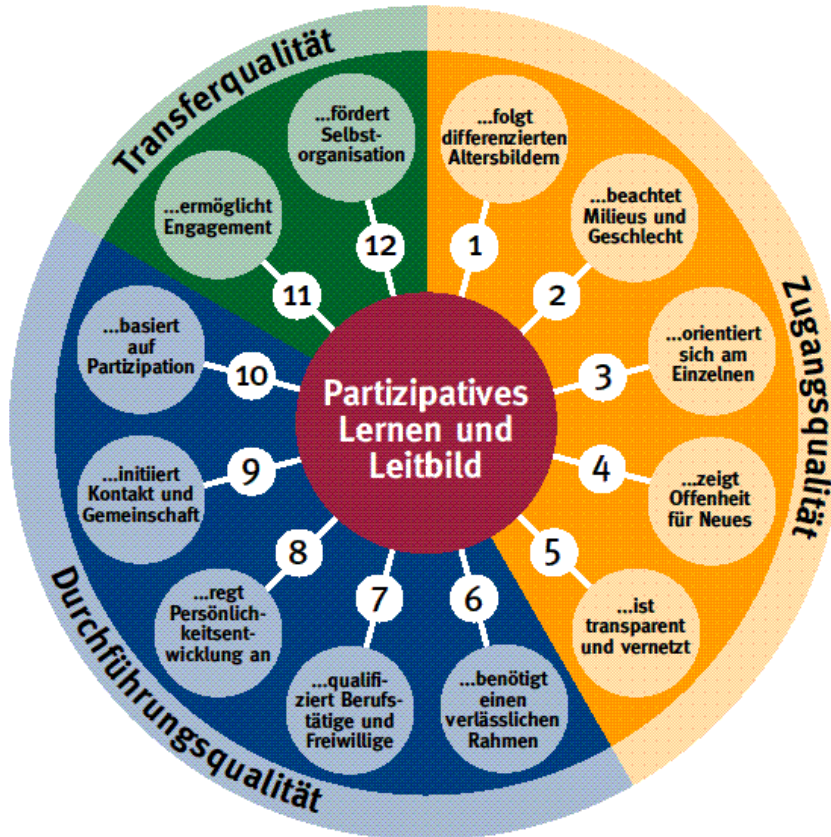 Partizipatives
Lernen und
Leitbild
Zugangsqualität
1
...folgt
differenzierten
Altersbildern
2
...beachtet
Milieus und
Geschlecht
3
...orientiert
sich am
Einzelnen
4
...zeigt
Offenheit
für Neues
5
...ist
transparent
und vernetzt
Durchführungsqualität
6
...benötigt
einen
verlässlichen
Rahmen
7
...qualifi-
ziert Berufs-
tätige und
Freiwillige
8
...regt
Persönlich-
keitsent-
wicklung an
9
...initiiert
Kontakt und
Gemeinschaft
10
...basiert
auf
Partizipation
Transferqualität
11
...ermöglicht
Engagement
12
...fördert
Selbst-
organisation